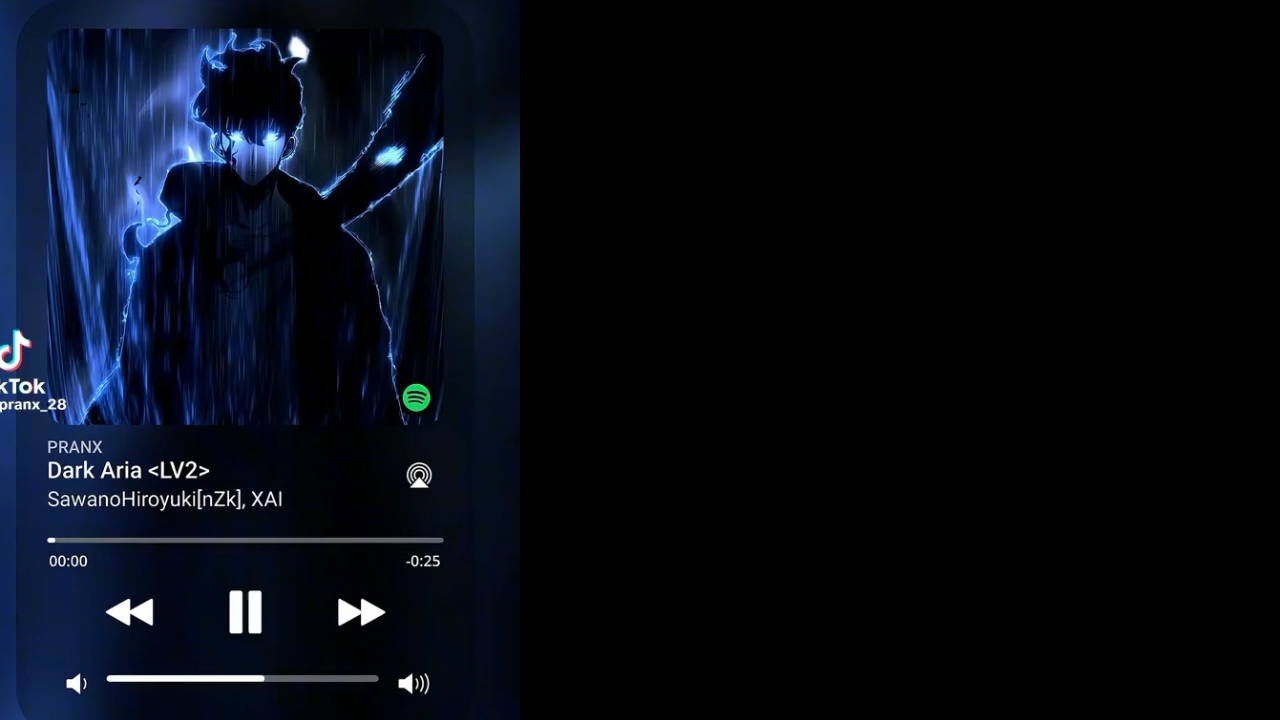 kTok
pranx_28
PRANX
Dark Aria <LV2>
SawanoHiroyuki[nZk], XAI
00:00
-0:25